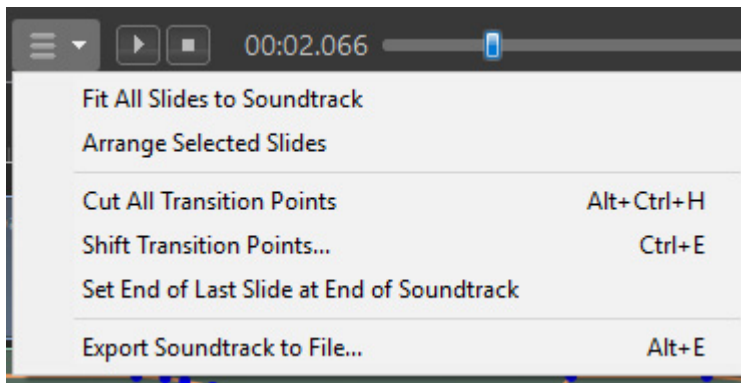 00:02.066
Fit All Slides to Soundtrack
Arrange Selected Slides
Cut All Transition Points Alt+Ctrl+H
Shift Transition Points... Ctrl+E
Set End of Last Slide at End of Soundtrack
Export Soundtrack to File... Alt+E